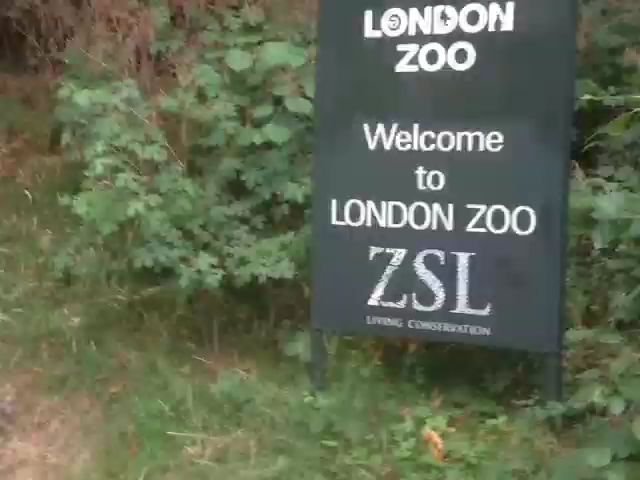 LONDON
ZOO
Welcome
to
LONDON ZOO
ZSL
LIVING CONSERVATION